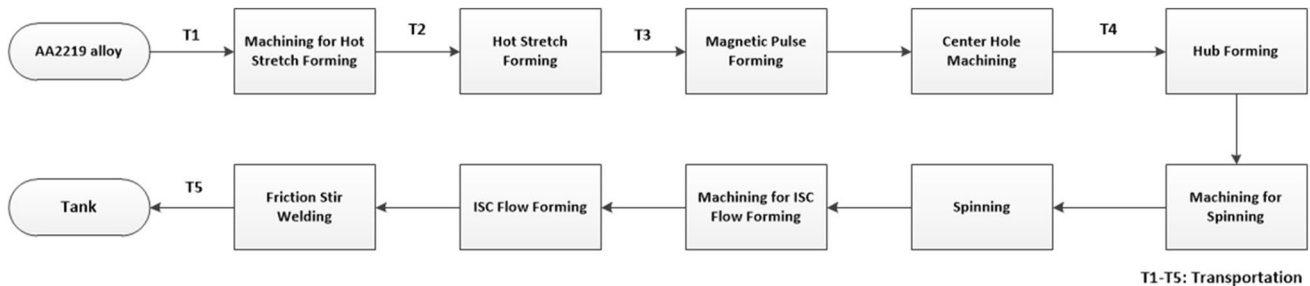 AA2219 alloy
T1
Machining for Hot
Stretch Forming
T2
Hot Stretch
Forming
T3
Magnetic Pulse
Forming
Center Hole
Machining
T4
Hub Forming
Tank
T5
Friction Stir
Welding
ISC Flow Forming
Machining for ISC
Flow Forming
Spinning
Machining for
Spinning
T1-T5: Transportation